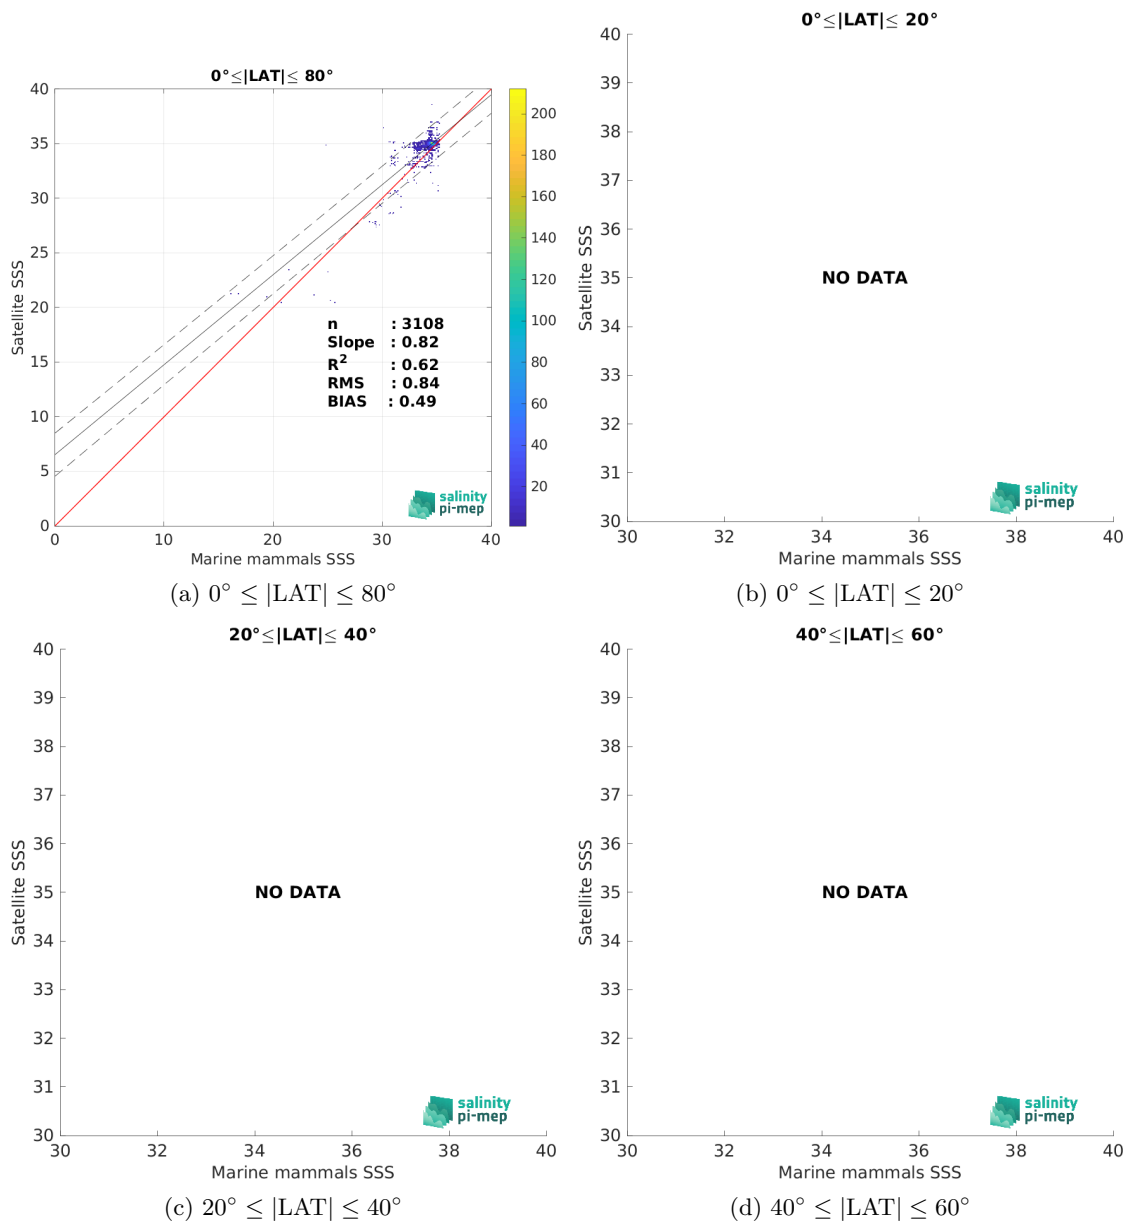 0°≤|LAT|≤ 80°
40
35
30
25
20
15
10
5
0
Satellite SSS
0
10
20
30
40
Marine mammals SSS
200
180
160
140
120
100
80
60
40
20
n : 3108
Slope : 0.82
R2 : 0.62
RMS : 0.84
BIAS : 0.49
salinity
pi-mep
(a) 0° ≤ |LAT| ≤ 80°
0°≤|LAT|≤ 20°
40
39
38
37
36
35
34
33
32
31
30
Satellite SSS
NO DATA
salinity
pi-mep
30
32
34
36
38
40
Marine mammals SSS
(b) 0° ≤ |LAT| ≤ 20°
20°≤|LAT|≤ 40°
40
39
38
37
36
35
34
33
32
31
30
Satellite SSS
NO DATA
salinity
pi-mep
30
32
34
36
38
40
Marine mammals SSS
(c) 20° ≤ |LAT| ≤ 40°
40°≤|LAT|≤ 60°
40
39
38
37
36
35
34
33
32
31
30
Satellite SSS
NO DATA
salinity
pi-mep
30
32
34
36
38
40
Marine mammals SSS
(d) 40° ≤ |LAT| ≤ 60°